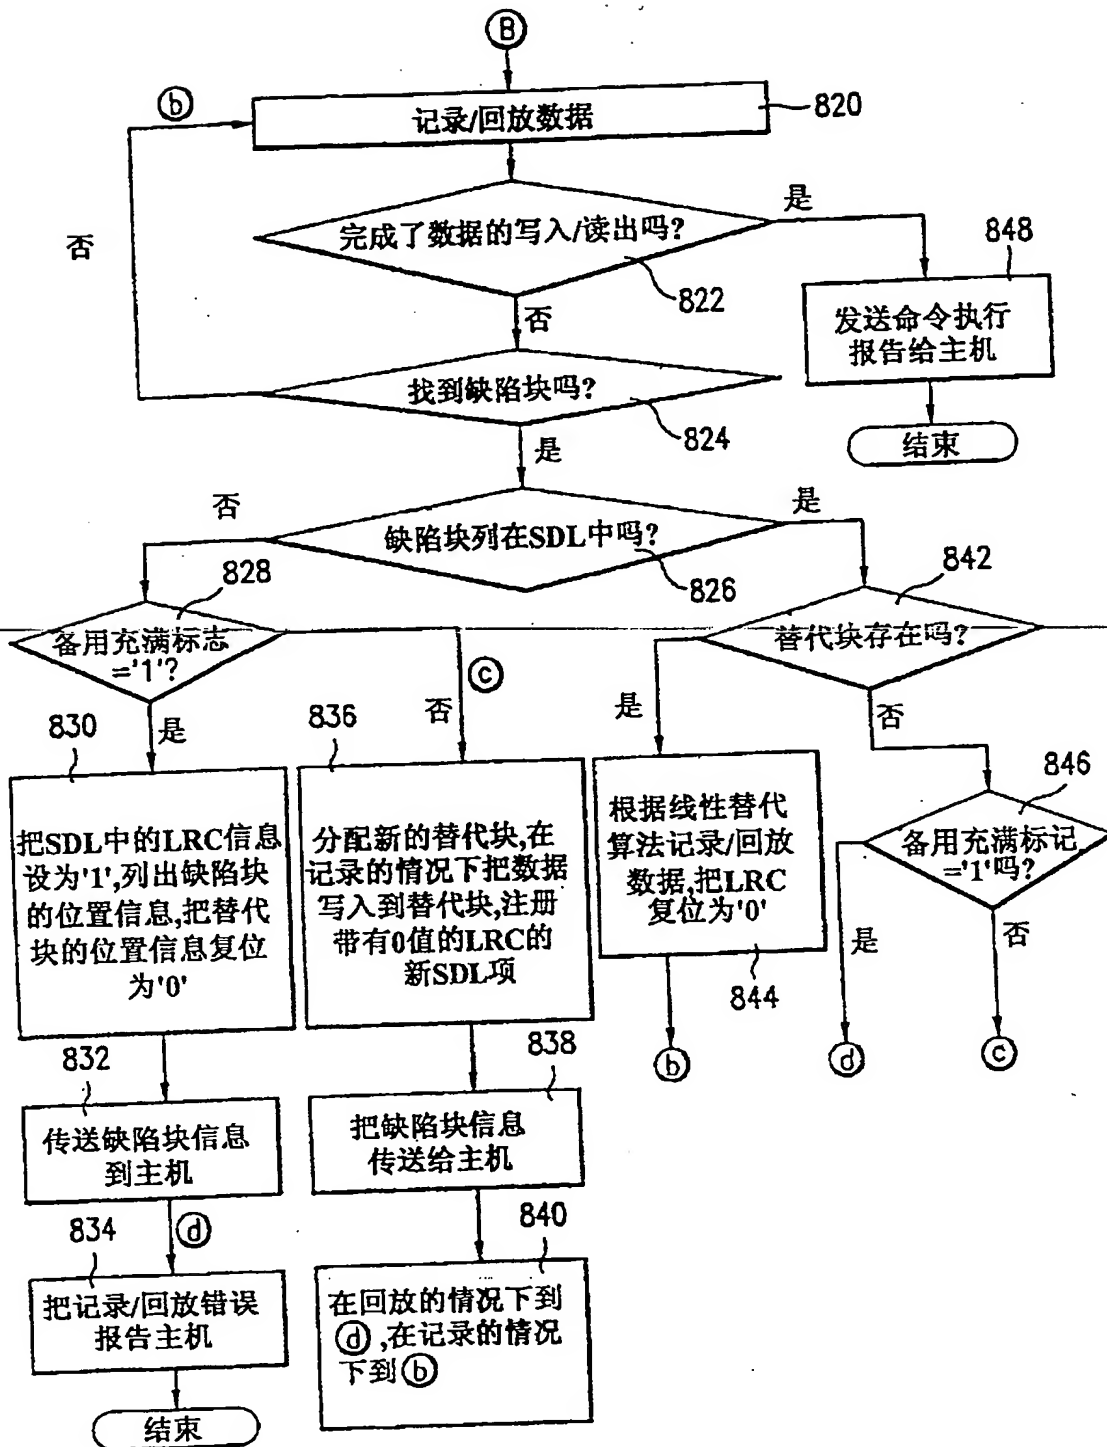 B
b
记录/回放数据
820
否
完成了数据的写入/读出吗?
是
822
848
否
发送命令执行
报告给主机
找到缺陷块吗?
824
结束
是
否
缺陷块列在SDL中吗?
是
826
828
842
备用充满标志
='1'?
替代块存在吗?
c
830
是
836
否
是
否
846
把SDL中的LRC信息
设为'1',列出缺陷块
的位置信息,把替代
块的位置信息复位
为'0'
分配新的替代块,在
记录的情况下把数据
写入到替代块,注册
带有0值的LRC的
新SDL项
根据线性替代
算法记录/回放
数据,把LRC
复位为'0'
备用充满标记
='1'吗?
844
是
否
832
838
b
d
c
传送缺陷块信息
到主机
把缺陷块信息
传送给主机
834
d
840
把记录/回放错误
报告主机
在回放的情况下到
d,在记录的情况
下到b
结束